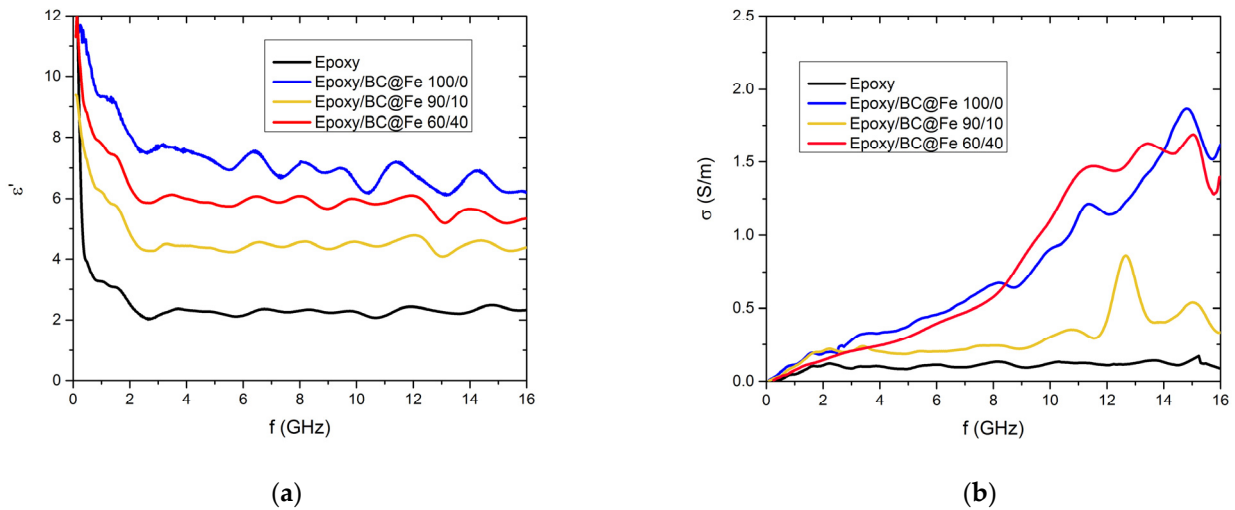 12
10
8
6
4
2
0
ε'
Epoxy
Epoxy/BC@Fe 100/0
Epoxy/BC@Fe 90/10
Epoxy/BC@Fe 60/40
0 2 4 6 8 10 12 14 16
f (GHz)
(a)
2.5
2.0
1.5
1.0
0.5
0.0
σ (S/m)
Epoxy
Epoxy/BC@Fe 100/0
Epoxy/BC@Fe 90/10
Epoxy/BC@Fe 60/40
0 2 4 6 8 10 12 14 16
f (GHz)
(b)